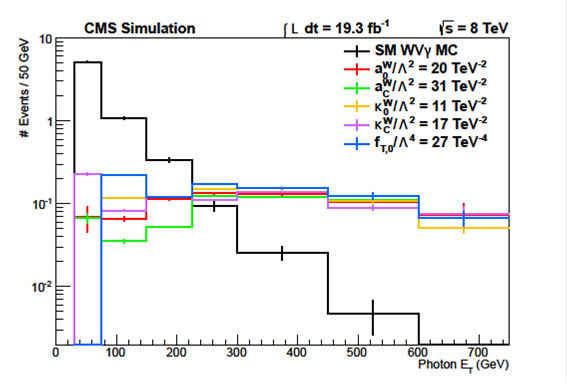 CMS Simulation ∫ L dt = 19.3 fb⁻¹ √s = 8 TeV
# Events / 50 GeV
10
1
10⁻¹
10⁻²
SM WVγ MC
a₀ᵂ/Λ² = 20 TeV⁻²
a_Cᵂ/Λ² = 31 TeV⁻²
κ₀ᵂ/Λ² = 11 TeV⁻²
κ_Cᵂ/Λ² = 17 TeV⁻²
f_T,0/Λ⁴ = 27 TeV⁻⁴
0 100 200 300 400 500 600 700
Photon E_T (GeV)